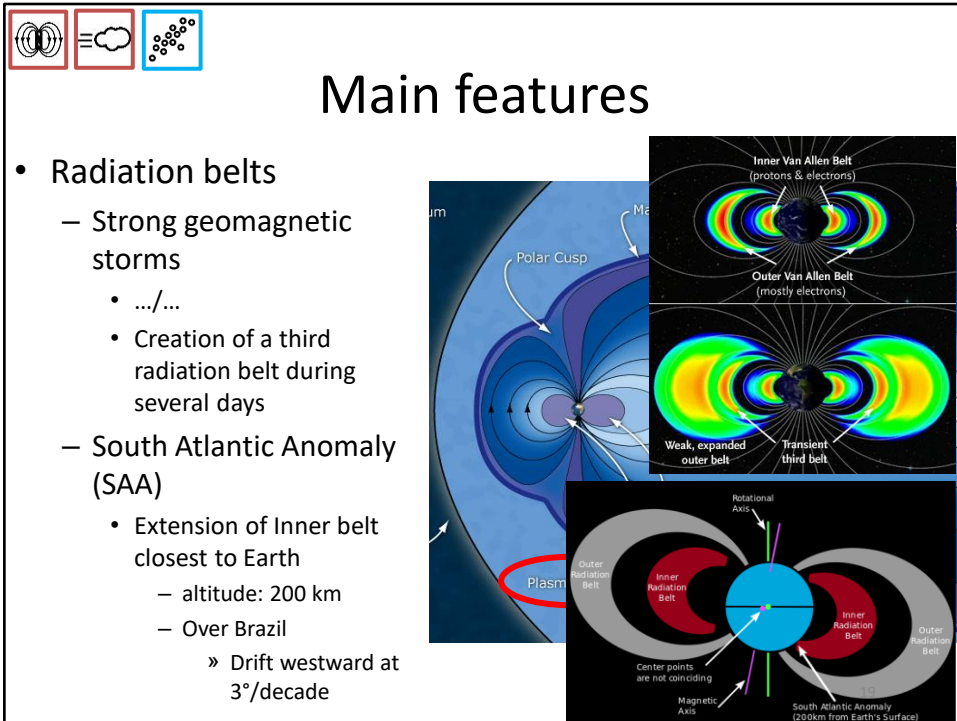 Main features
• Radiation belts
– Strong geomagnetic
storms
• …/…
• Creation of a third
radiation belt during
several days
– South Atlantic Anomaly
(SAA)
• Extension of Inner belt
closest to Earth
– altitude: 200 km
– Over Brazil
» Drift westward at
3°/decade
um
Polar Cusp
Ma
Plasm
Inner Van Allen Belt
(protons & electrons)
Outer Van Allen Belt
(mostly electrons)
Weak, expanded
outer belt
Transient
third belt
Rotational
Axis
Outer
Radiation
Belt
Inner
Radiation
Belt
Inner
Radiation
Belt
Outer
Radiation
Belt
Center points
are not coinciding
Magnetic
Axis
19
South Atlantic Anomaly
(200km from Earth's Surface)